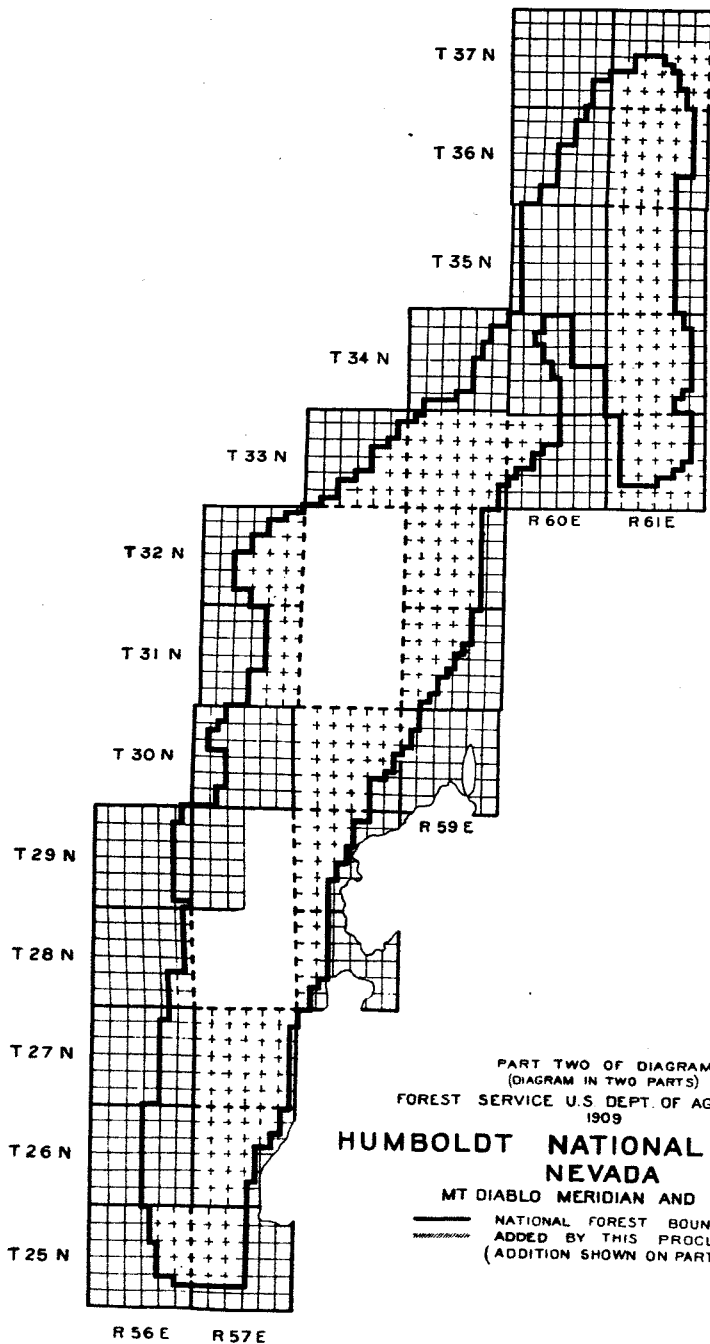 T 37 N
T 36 N
T 35 N
T 34 N
T 33 N
R 60 E R 61 E
T 32 N
T 31 N
T 30 N
R 59 E
T 29 N
T 28 N
T 27 N
T 26 N
T 25 N
R 56 E R 57 E
PART TWO OF DIAGRAM
(DIAGRAM IN TWO PARTS)
FOREST SERVICE U.S. DEPT. OF AG
1909
HUMBOLDT NATIONAL
NEVADA
MT DIABLO MERIDIAN AND
NATIONAL FOREST BOUN
ADDED BY THIS PROCL
(ADDITION SHOWN ON PART